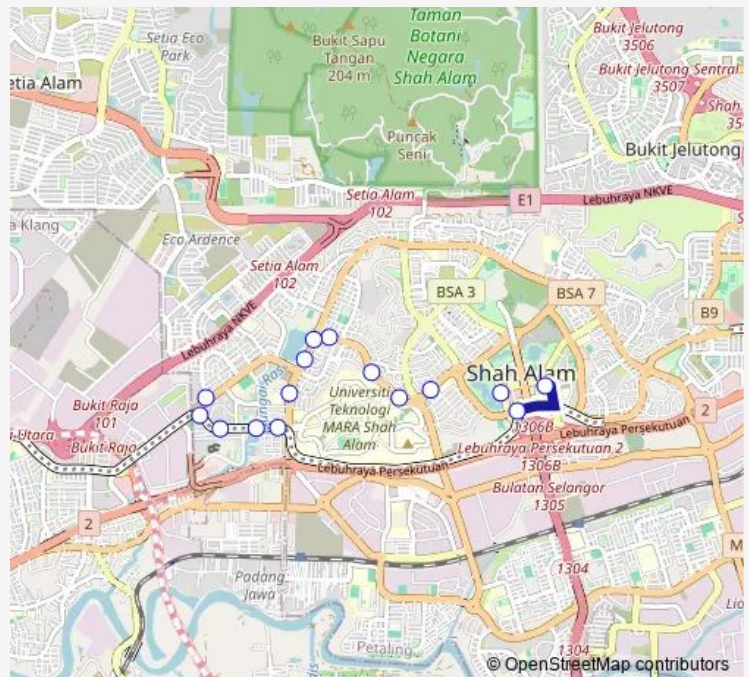 Taman
Botani
Negara
Shah Alam
Setia Eco
Park
Bukit Sapu
Tangan
204 m
Bukit Jelutong
3506
Bukit Jelutong Sentral
3507
Shah
35
etia Alam
Puncak
Seni
Bukit Jelutong
Setia Alam
102
E1
Lebuhraya NKVE
a Klang
Eco Ardence
Setia Alam
102
BSA 3
BSA 7
B9
Lebuhraya NKVE
Shah Alam
Universiti
Teknologi
MARA Shah
Alam
Bukit Raja
101
Bukit Raja
Utara
1306B
Lebuhraya Persekutuan
2
Lebuhraya Persekutuan 2
1306B
Lebuhraya Persekutuan
Bulatan Selangor
1305
2
1304
Padang
Jawa
Petaling
1304
M
© OpenStreetMap contributors